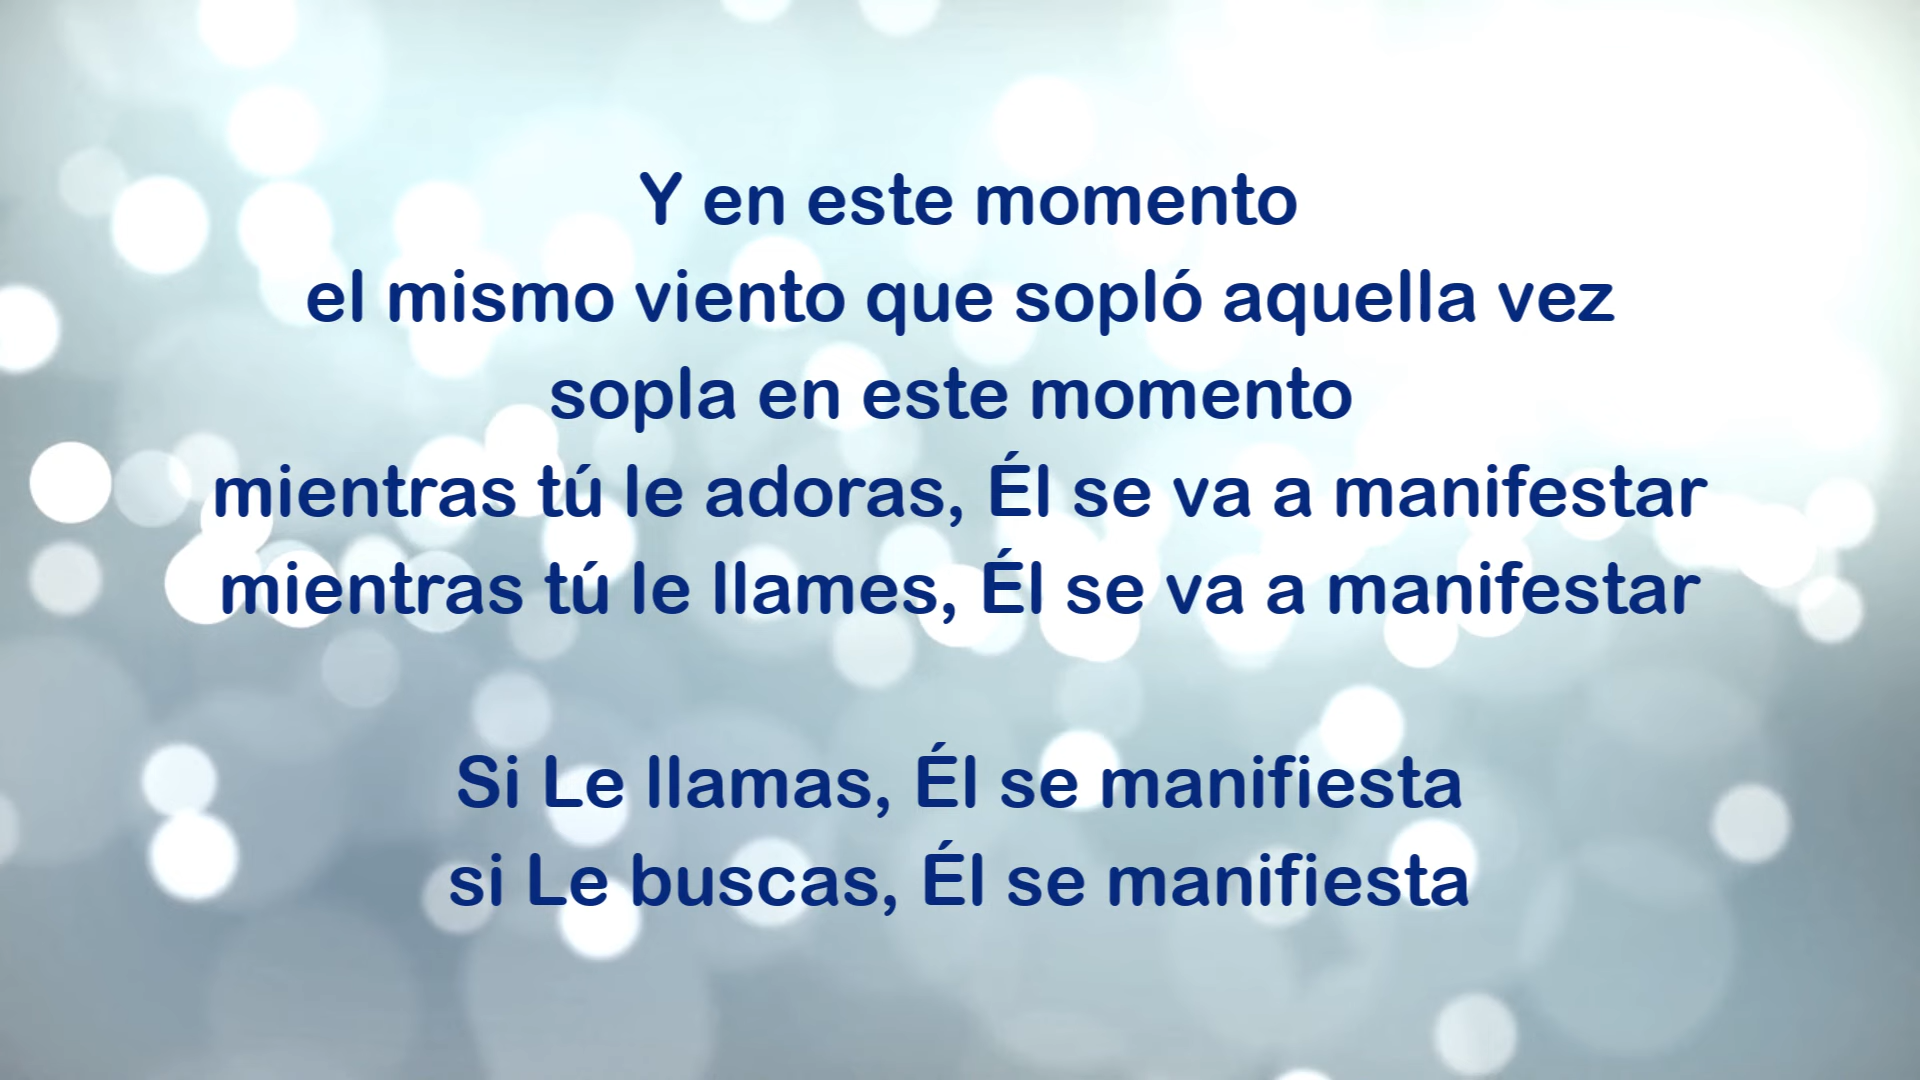 Y en este momento
el mismo viento que sopló aquella vez
sopla en este momento
mientras tú le adoras, Él se va a manifestar
mientras tú le llames, Él se va a manifestar
Si Le llamas, Él se manifiesta
si Le buscas, Él se manifiesta